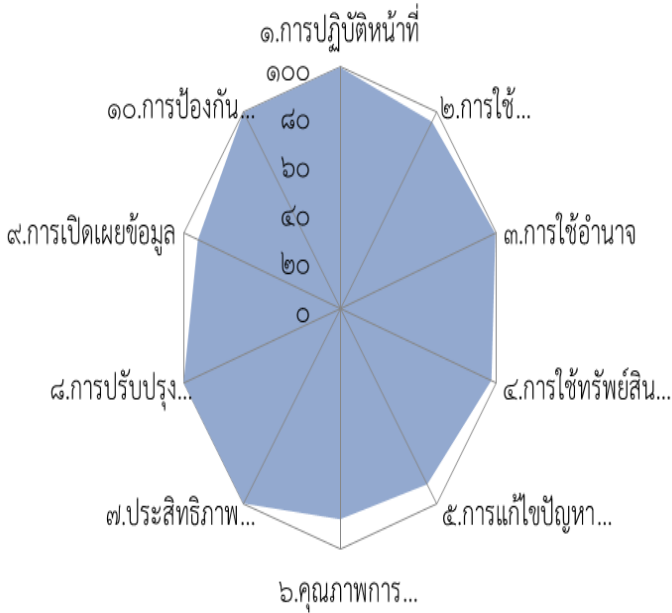 ๑.การปฏิบัติหน้าที่
๒.การใช้...
๓.การใช้อำนาจ
๔.การใช้ทรัพย์สิน...
๕.การแก้ไขปัญหา...
๖.คุณภาพการ...
๗.ประสิทธิภาพ...
๘.การปรับปรุง...
๙.การเปิดเผยข้อมูล
๑๐.การป้องกัน...
๑๐๐
๘๐
๖๐
๔๐
๒๐
๐